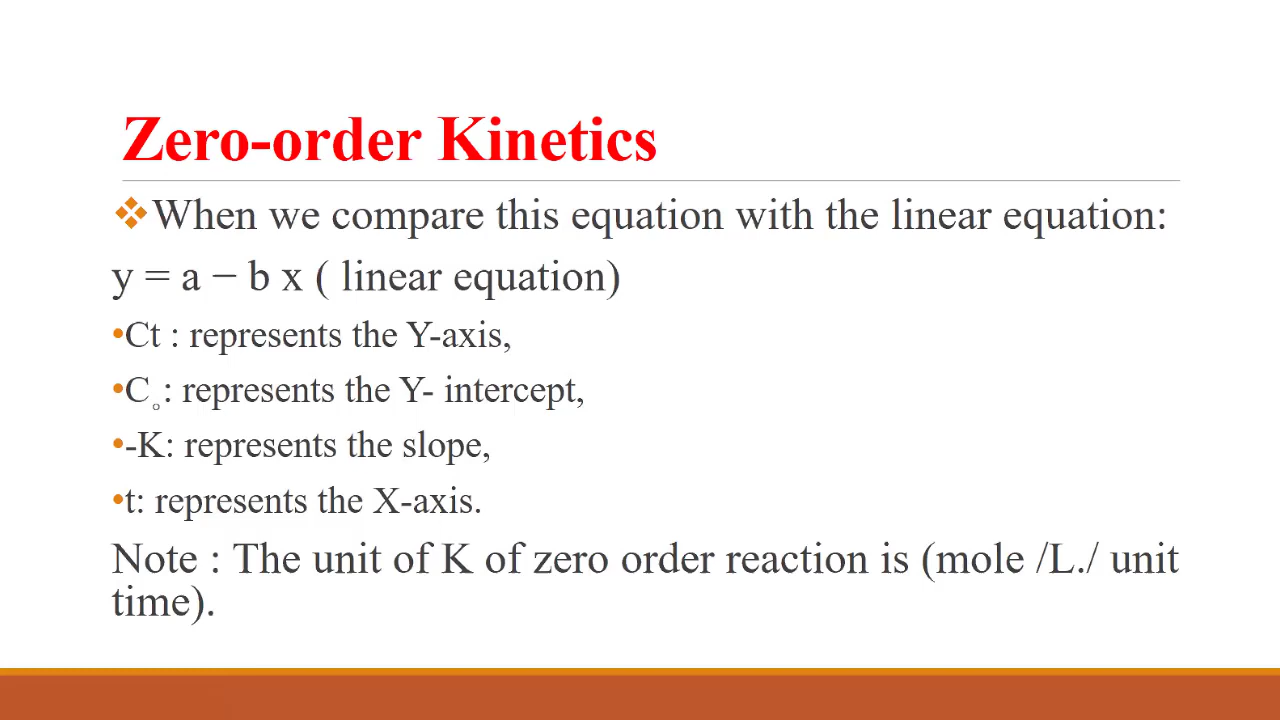 Zero-order Kinetics
❖When we compare this equation with the linear equation:
y = a − b x ( linear equation)
•Ct : represents the Y-axis,
•C˳: represents the Y- intercept,
•-K: represents the slope,
•t: represents the X-axis.
Note : The unit of K of zero order reaction is (mole /L./ unit
time).